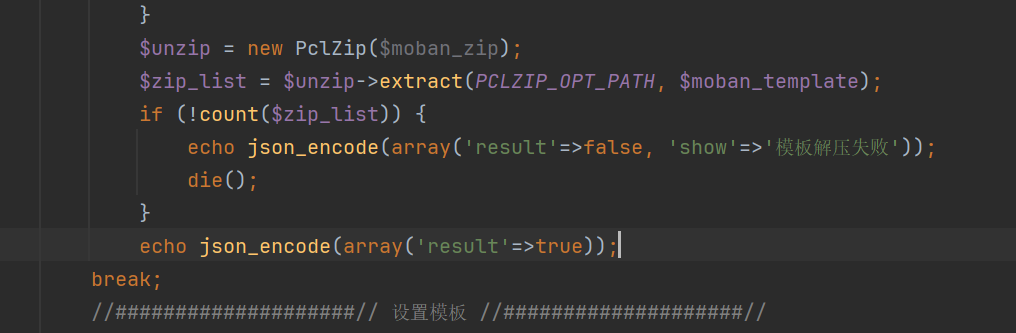 }
$unzip = new PclZip($moban_zip);
$zip_list = $unzip->extract(PCLZIP_OPT_PATH, $moban_template);
if (!count($zip_list)) {
echo json_encode(array('result'=>false, 'show'=>'模板解压失败'));
die();
}
echo json_encode(array('result'=>true));
break;
//####################// 设置模板 //####################//